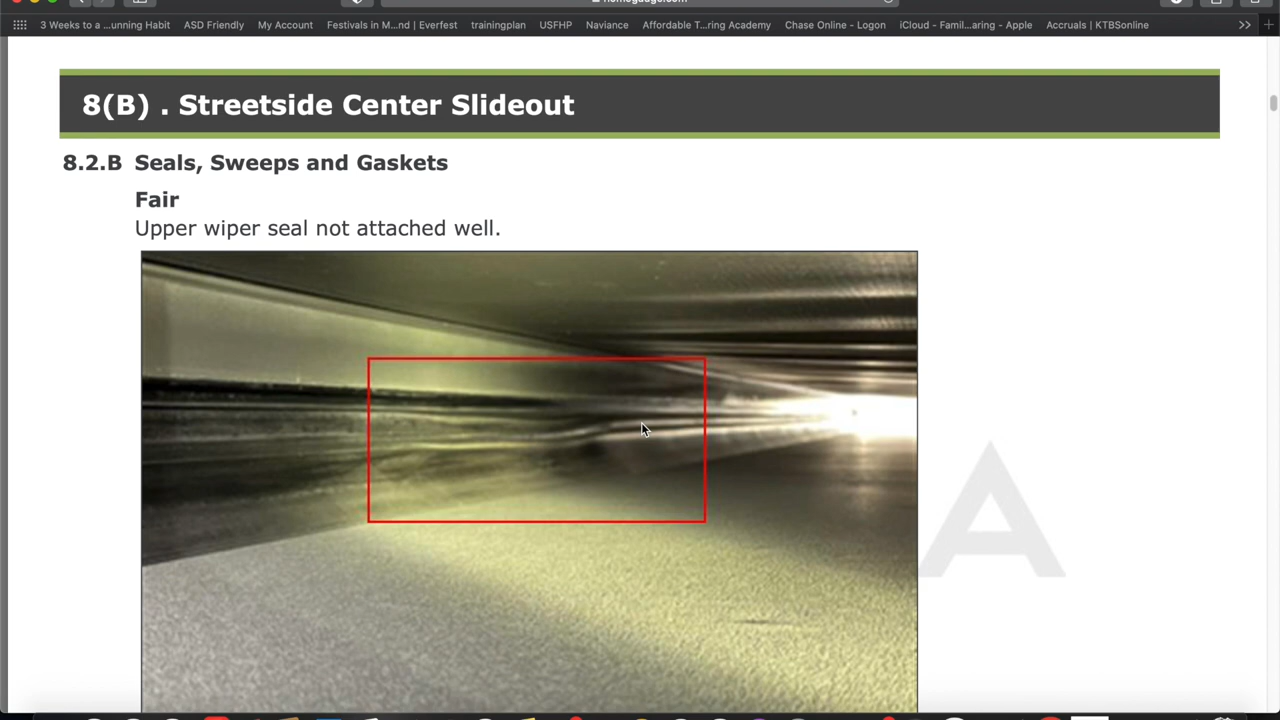 3 Weeks to a ...unning Habit ASD Friendly My Account Festivals in M...nd | Everfest trainingplan USFHP Naviance Affordable T...ring Academy Chase Online - Logon iCloud - Famil...aring - Apple Accruals | KTBSonline >>
8(B) . Streetside Center Slideout
8.2.B Seals, Sweeps and Gaskets
Fair
Upper wiper seal not attached well.
A